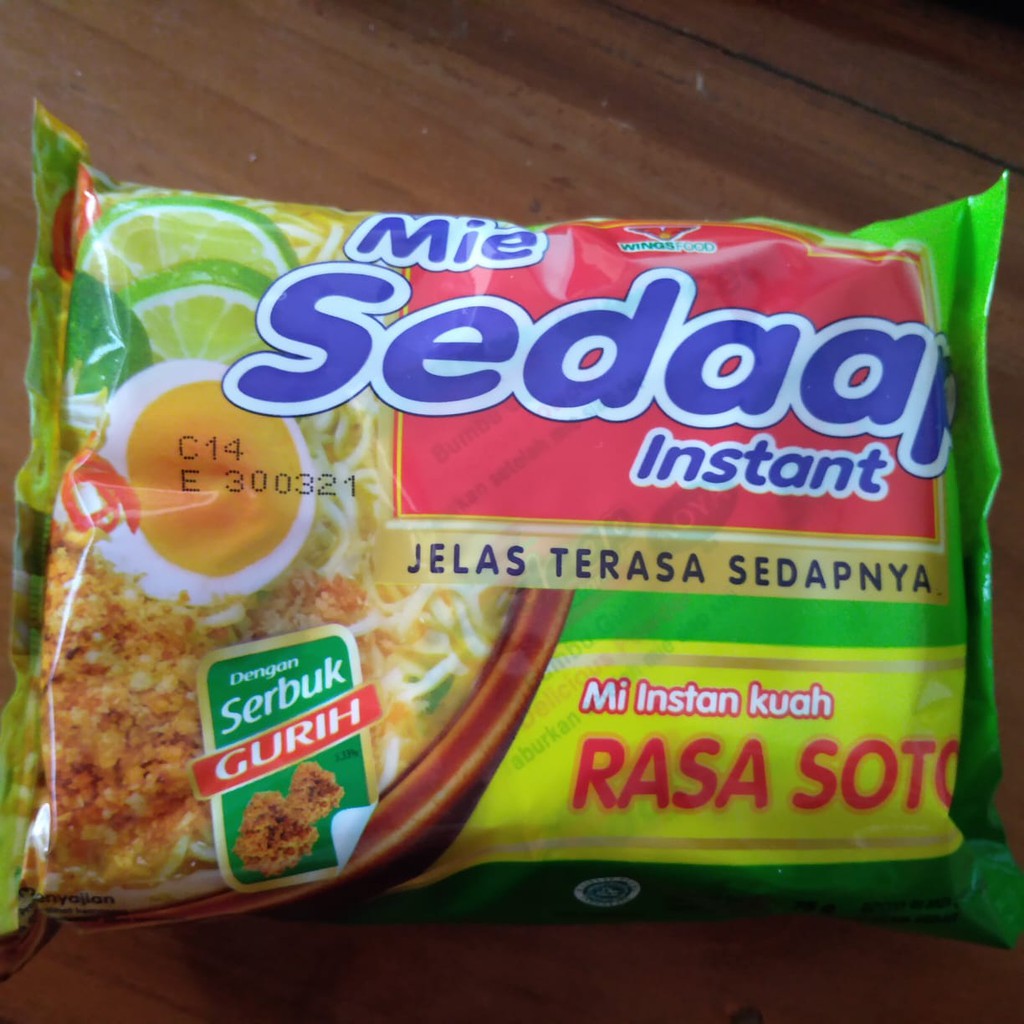 Mie
WINGSFOOD
Sedaap
Instant
C14
E 300321
JELAS TERASA SEDAPNYA
Dengan
Serbuk
GURIH
Mi Instan kuah
RASA SOTO